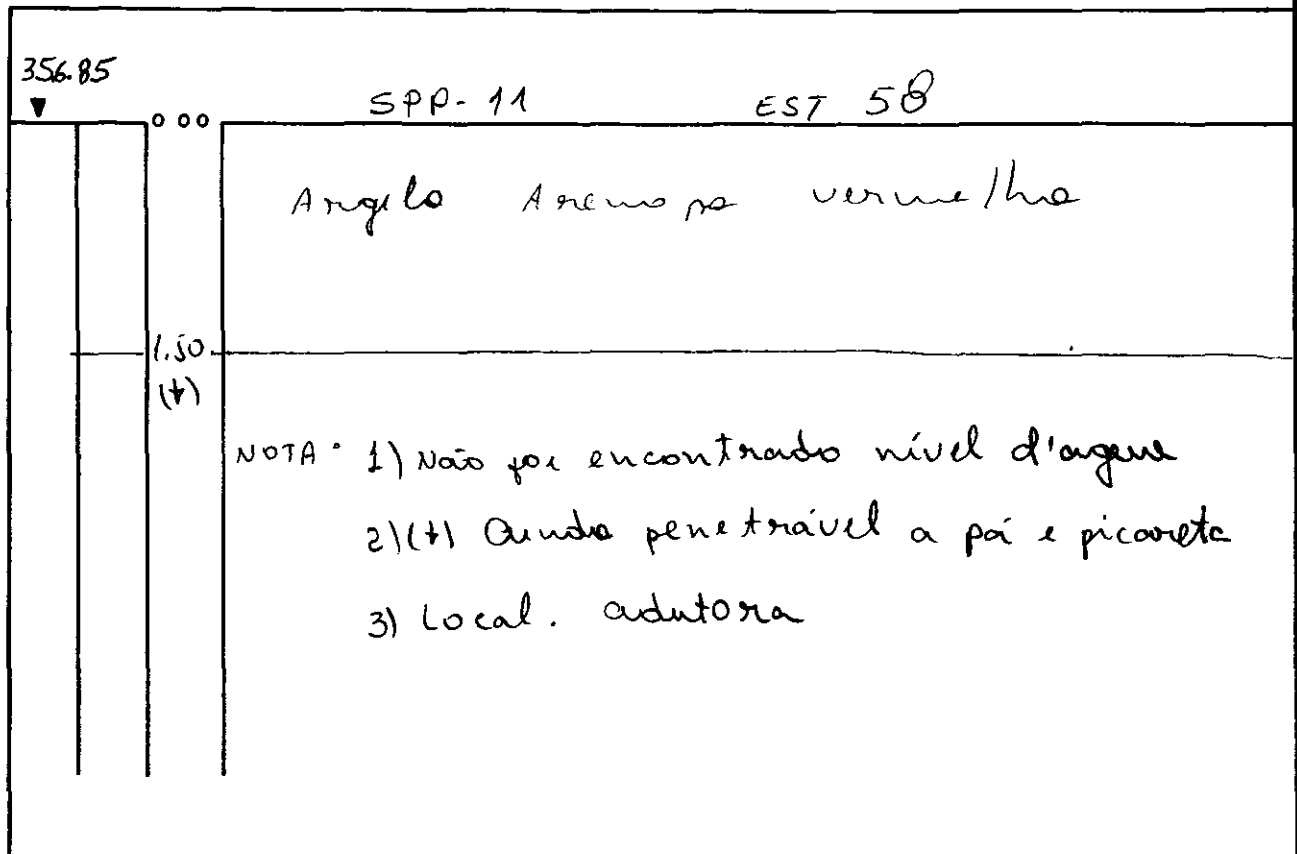 356.85
SPP-11 EST 58
0 00
Argila Arenosa vermelha
1.50
(+)
NOTA: 1) Não foi encontrado nível d'água
2) (+) Ainda penetrável a pá e picareta
3) Local. adutora